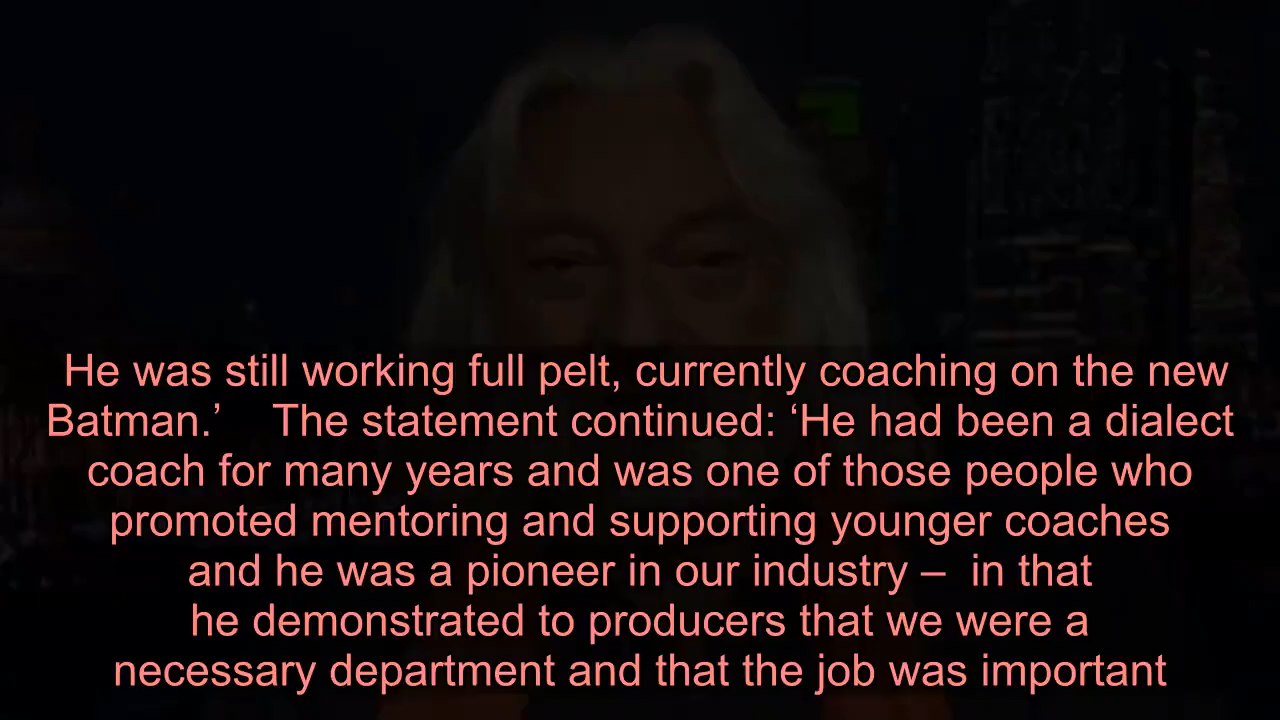 He was still working full pelt, currently coaching on the new
Batman.’    The statement continued: ‘He had been a dialect
coach for many years and was one of those people who
promoted mentoring and supporting younger coaches
and he was a pioneer in our industry –  in that
he demonstrated to producers that we were a
necessary department and that the job was important